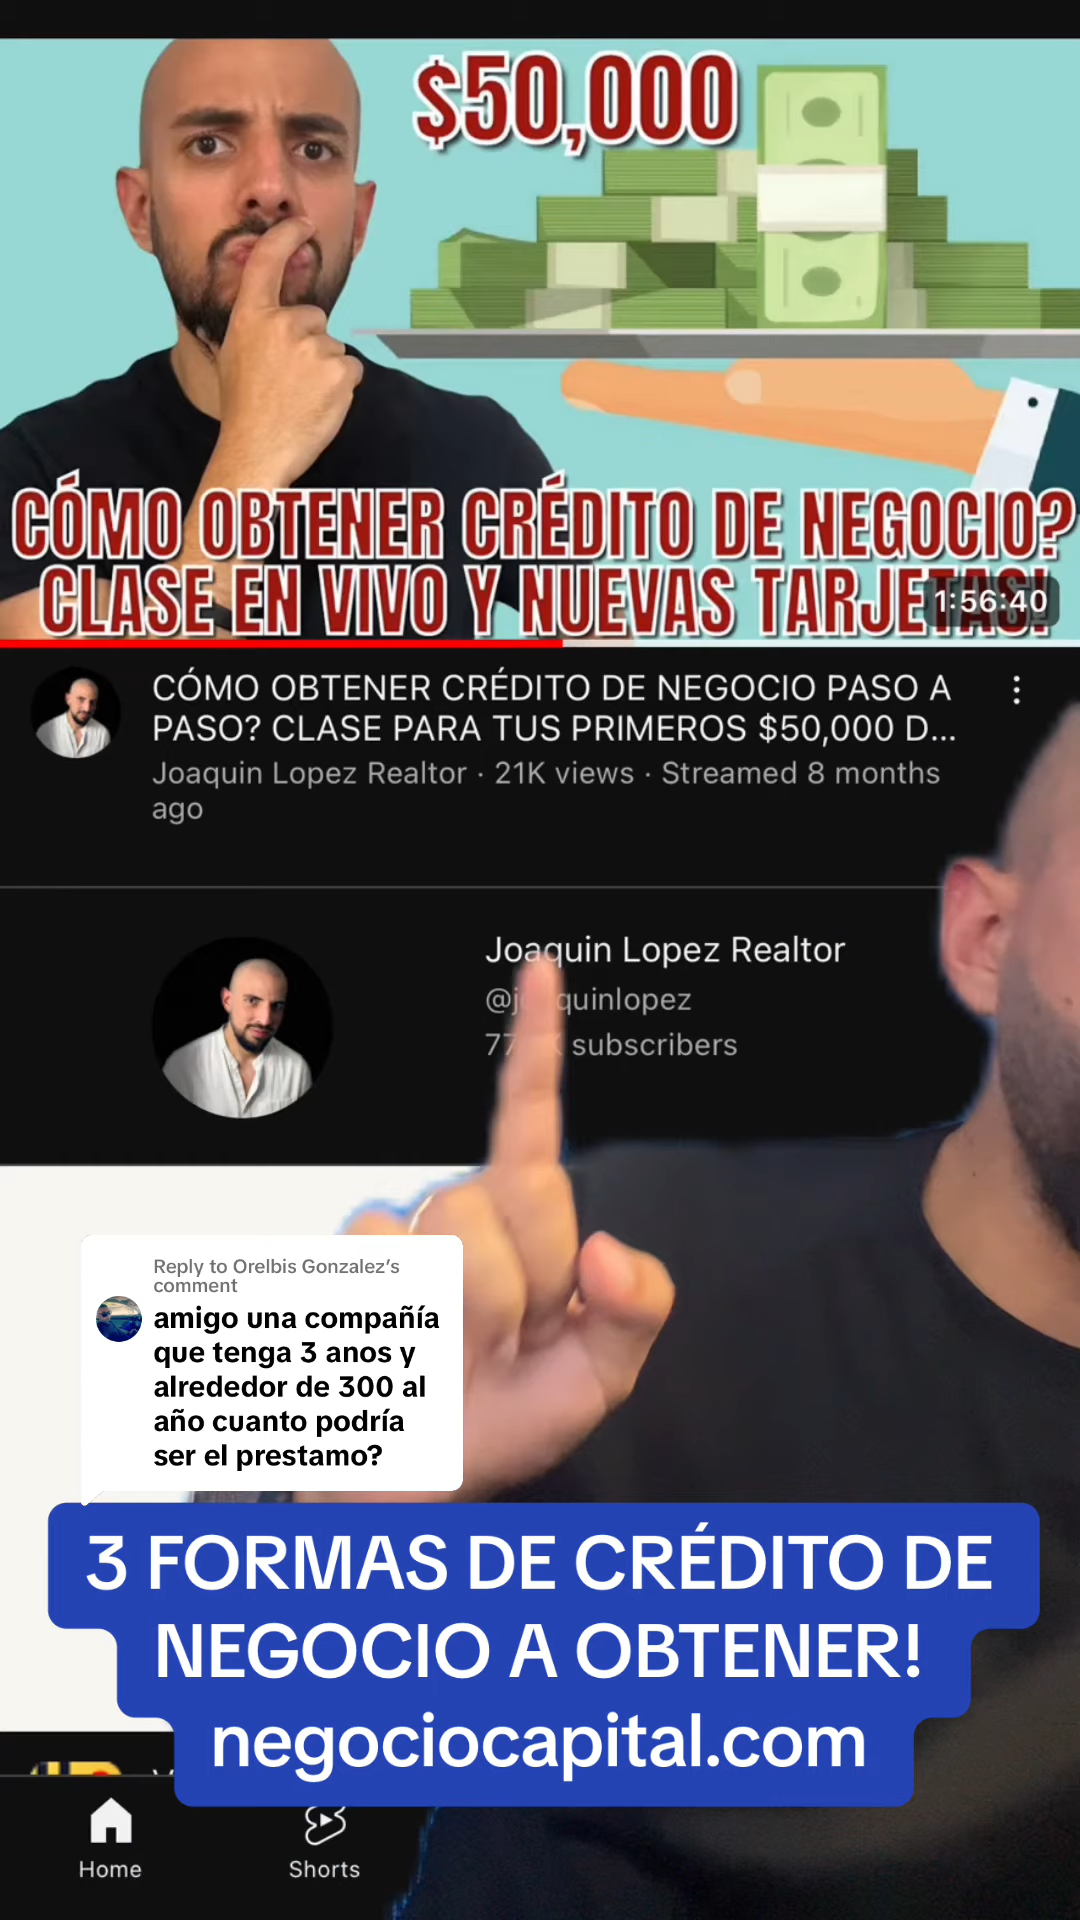 $50,000
CÓMO OBTENER CRÉDITO DE NEGOCIO?
CLASE EN VIVO Y NUEVAS TARJETAS!
1:56:40
CÓMO OBTENER CRÉDITO DE NEGOCIO PASO A
PASO? CLASE PARA TUS PRIMEROS $50,000 D...
Joaquin Lopez Realtor · 21K views · Streamed 8 months
ago
Joaquin Lopez Realtor
@joaquinlopez
subscribers
Reply to Orelbis Gonzalez's
comment
amigo una compañía
que tenga 3 anos y
alrededor de 300 al
año cuanto podría
ser el prestamo?
3 FORMAS DE CRÉDITO DE
NEGOCIO A OBTENER!
negociocapital.com
Home
Shorts